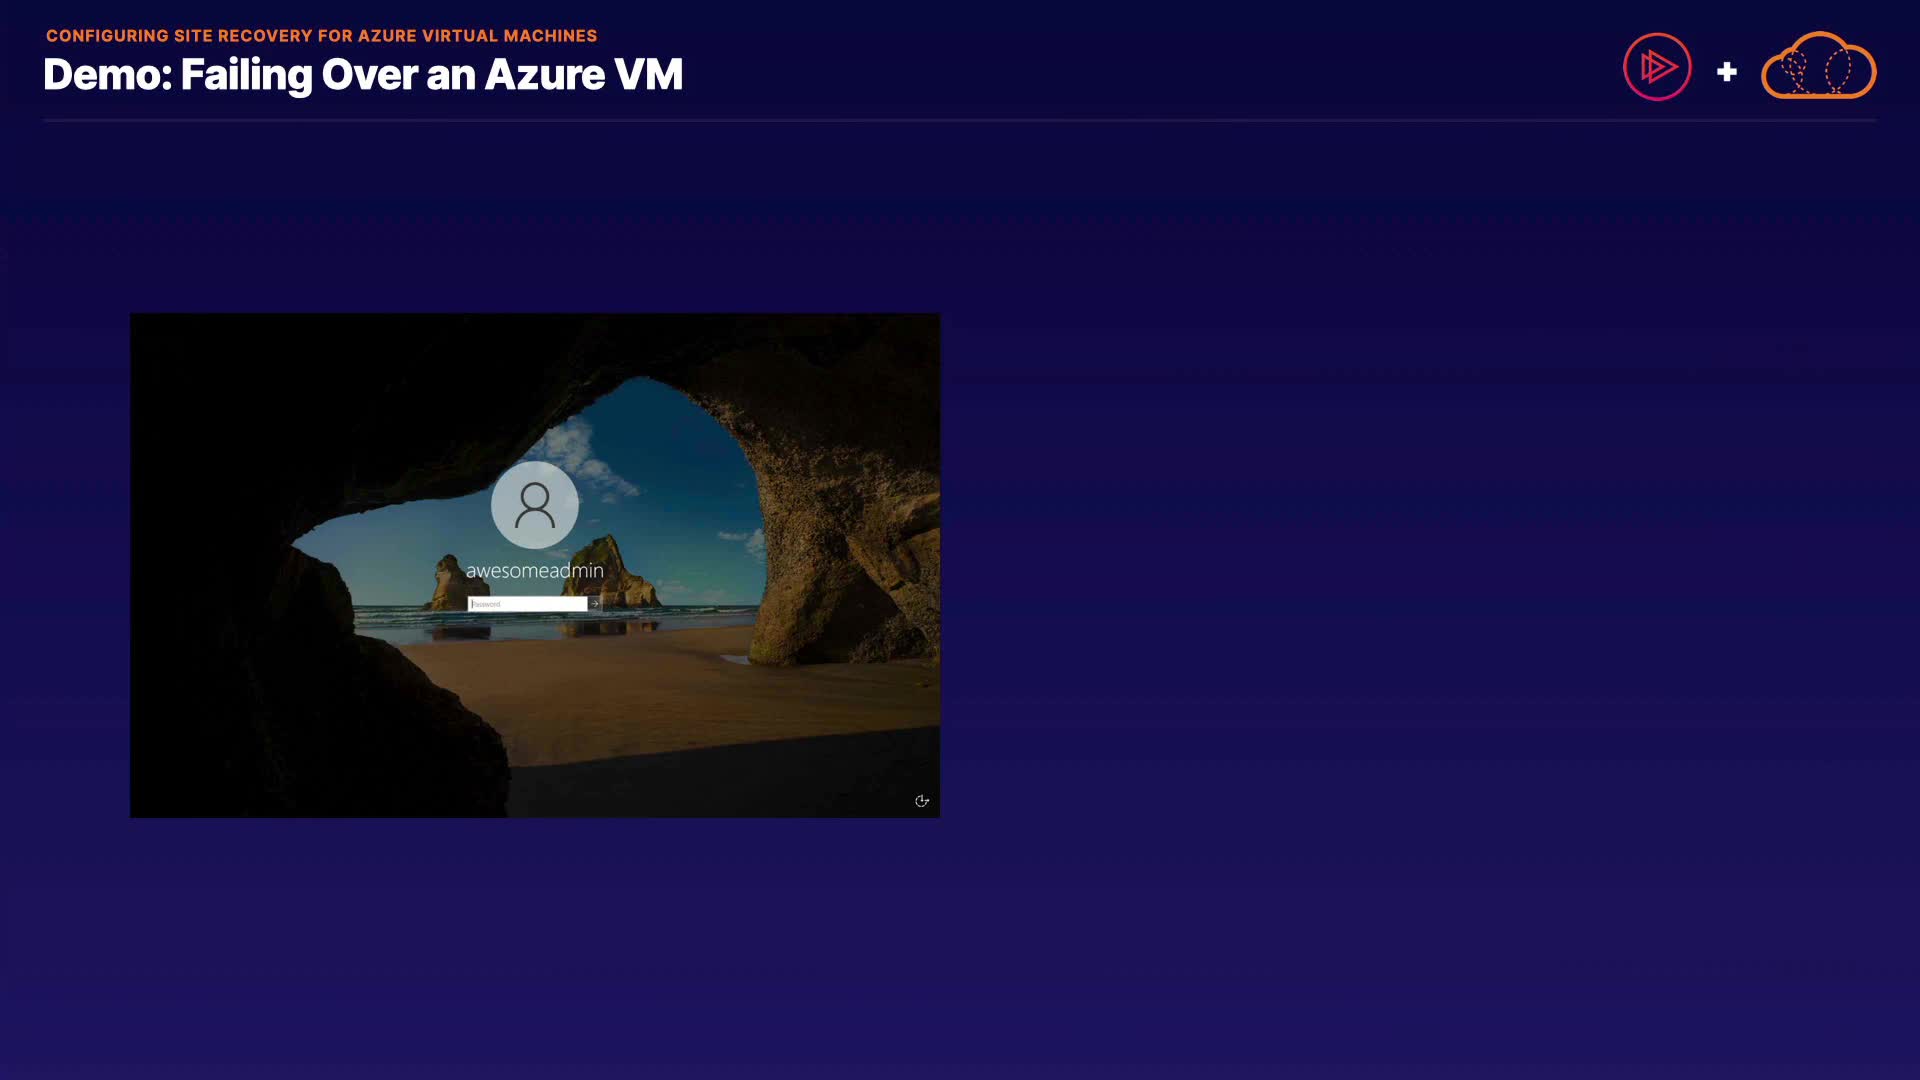 CONFIGURING SITE RECOVERY FOR AZURE VIRTUAL MACHINES
Demo: Failing Over an Azure VM
awesomeadmin
Password